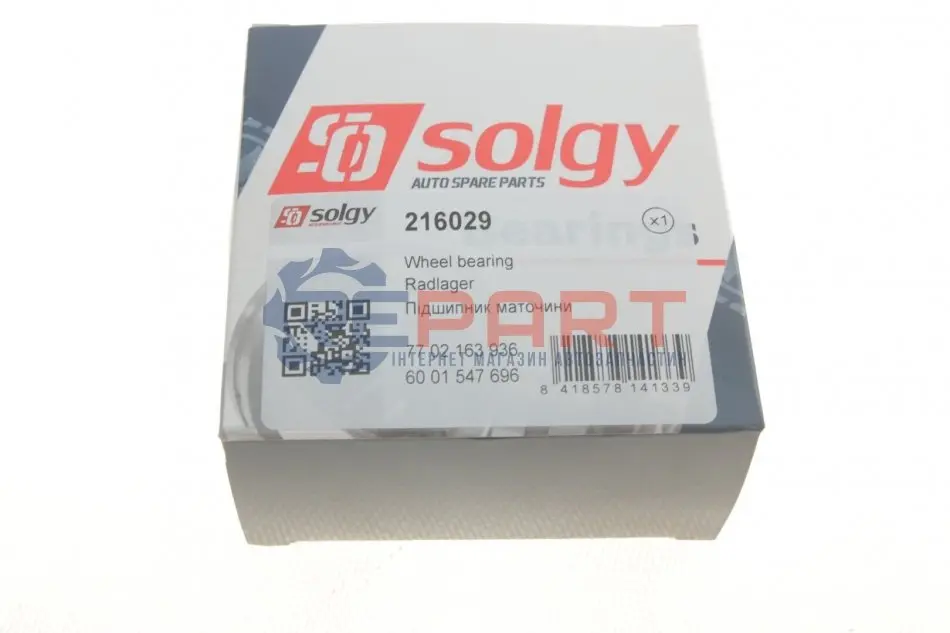 solgy
AUTO SPARE PARTS
solgy
216029
x1
Bearings
Wheel bearing
Radlager
Підшипник маточини
PART
77 02 163 936
ІНТЕРНЕТ МАГАЗИН АВТОЗАПЧАСТИН
60 01 547 696
8 418578 141339